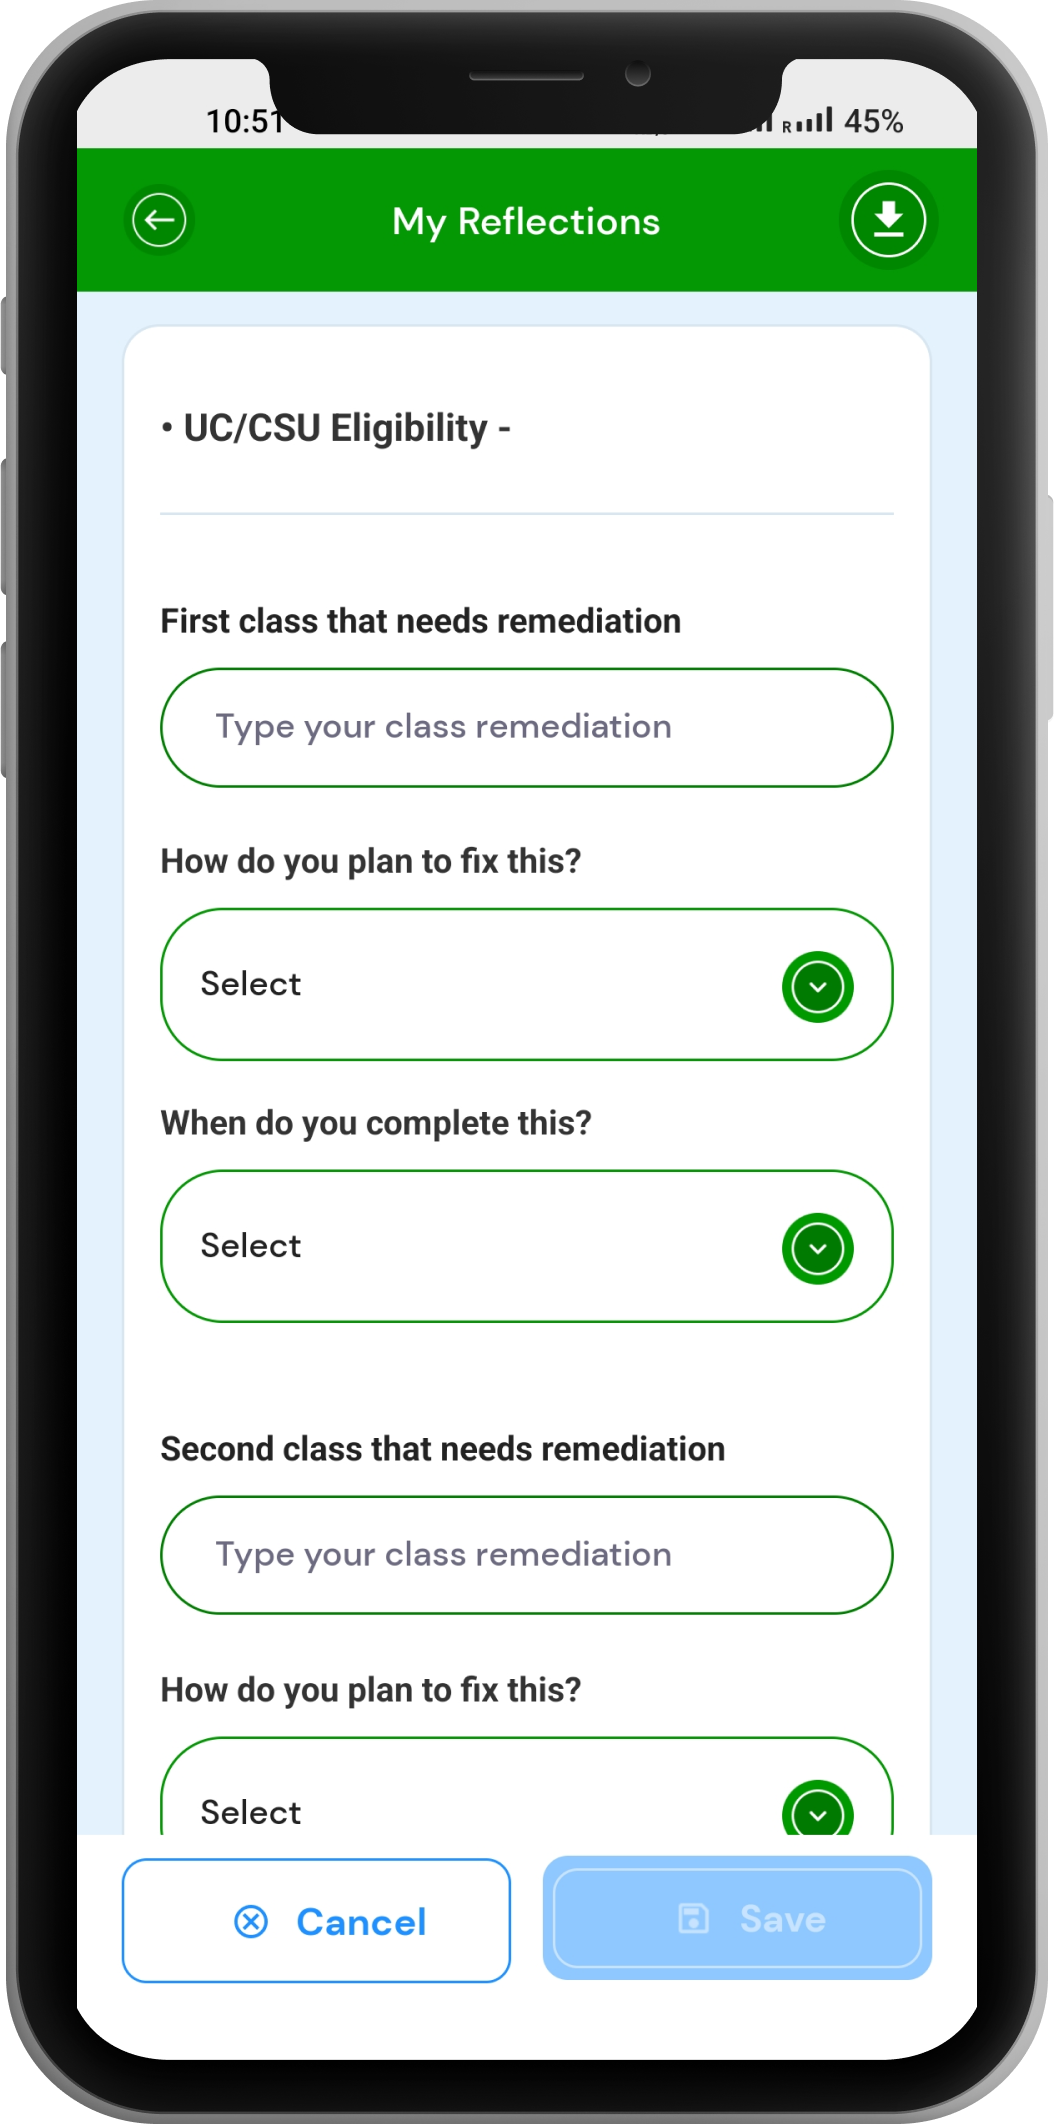 10:51
R 45%
My Reflections
• UC/CSU Eligibility -
First class that needs remediation
Type your class remediation
How do you plan to fix this?
Select
When do you complete this?
Select
Second class that needs remediation
Type your class remediation
How do you plan to fix this?
Select
Cancel
Save